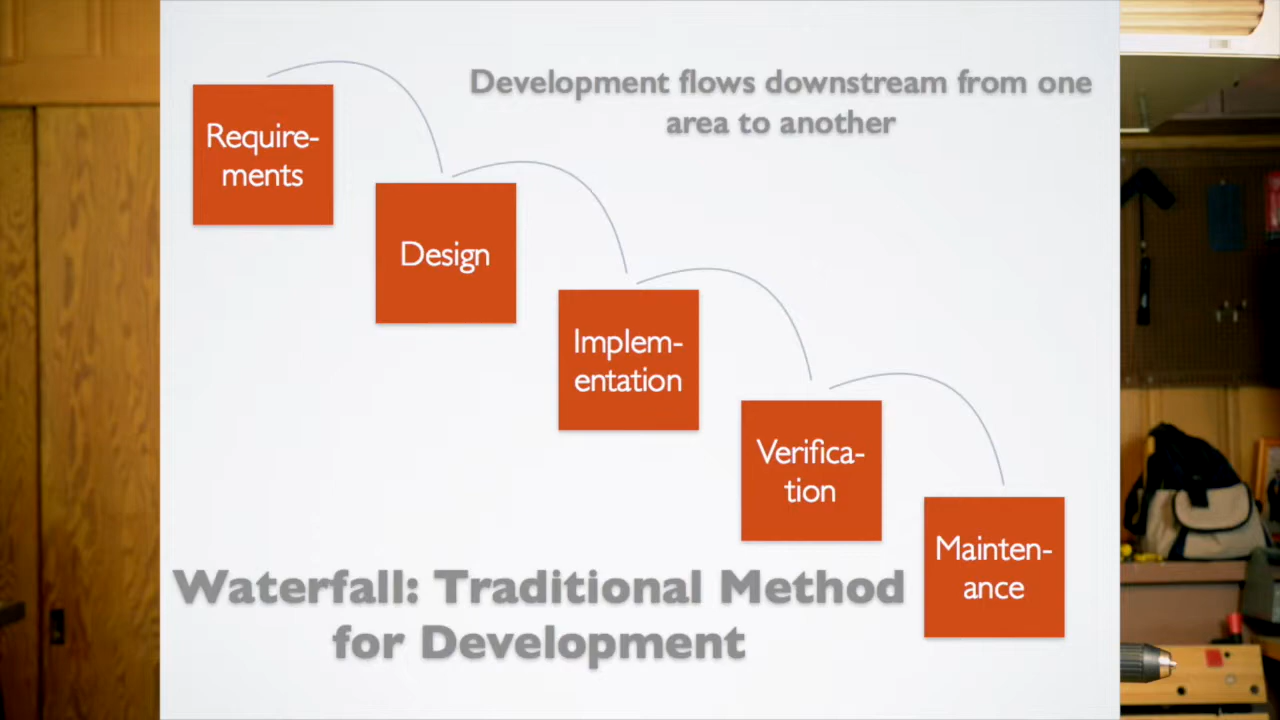 Development flows downstream from one
area to another
Require-
ments
Design
Implem-
entation
Verifica-
tion
Mainten-
ance
Waterfall: Traditional Method
for Development